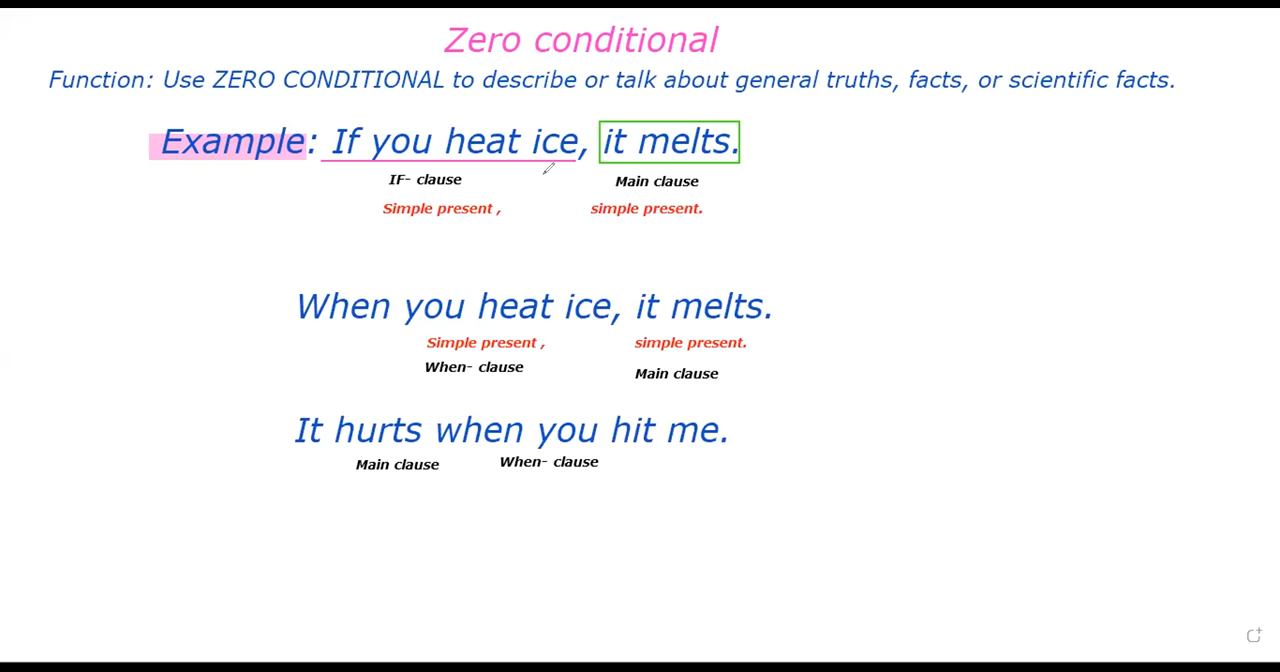 Zero conditional
Function: Use ZERO CONDITIONAL to describe or talk about general truths, facts, or scientific facts.
Example: If you heat ice, it melts.
IF- clause Main clause
Simple present , simple present.
When you heat ice, it melts.
Simple present , simple present.
When- clause Main clause
It hurts when you hit me.
Main clause When- clause